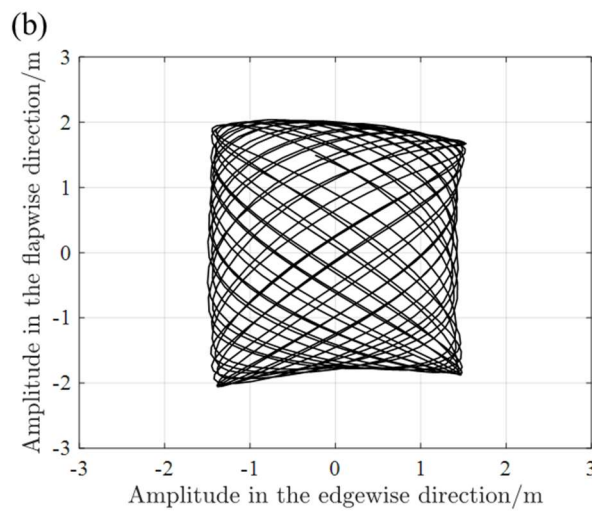 (b)
Amplitude in the flapwise direction/m
3
2
1
0
-1
-2
-3
-3 -2 -1 0 1 2 3
Amplitude in the edgewise direction/m